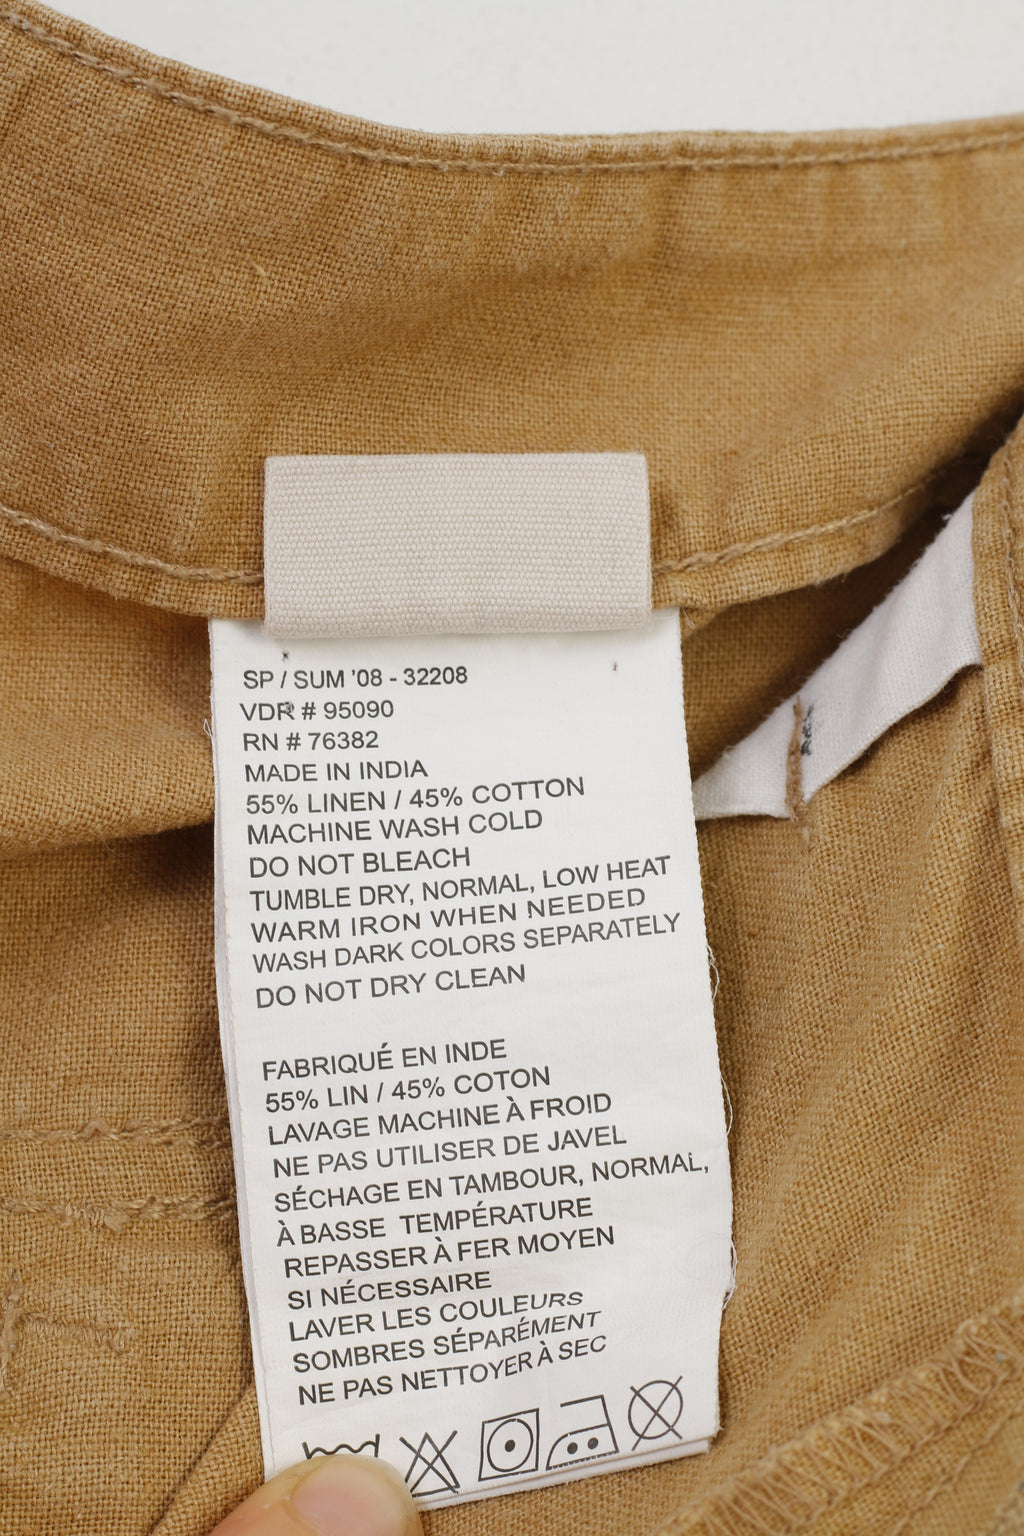 SP / SUM '08 - 32208
VDR # 95090
RN # 76382
MADE IN INDIA
55% LINEN / 45% COTTON
MACHINE WASH COLD
DO NOT BLEACH
TUMBLE DRY, NORMAL, LOW HEAT
WARM IRON WHEN NEEDED
WASH DARK COLORS SEPARATELY
DO NOT DRY CLEAN
FABRIQUÉ EN INDE
55% LIN / 45% COTON
LAVAGE MACHINE À FROID
NE PAS UTILISER DE JAVEL
SÉCHAGE EN TAMBOUR, NORMAL,
À BASSE TEMPÉRATURE
REPASSER À FER MOYEN
SI NÉCESSAIRE
LAVER LES COULEURS
SOMBRES SÉPARÉMENT
NE PAS NETTOYER À SEC